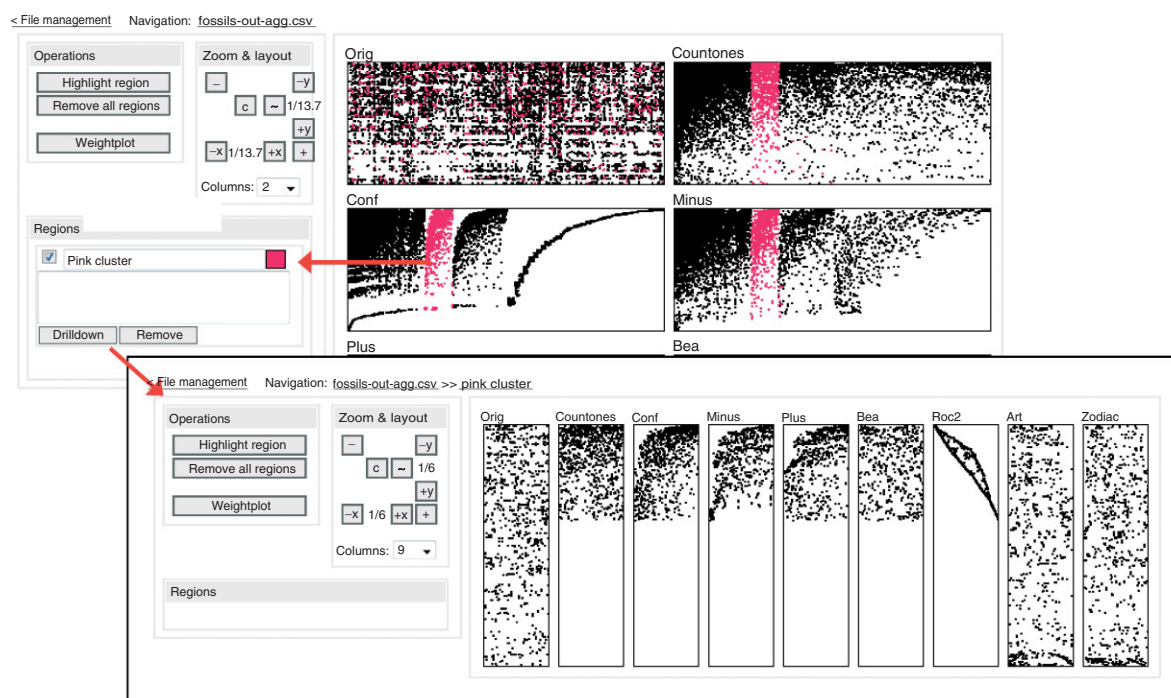 < File management Navigation: fossils-out-agg.csv
Operations
Highlight region
Remove all regions
Weightplot
Zoom & layout
− −y
c ~ 1/13.7
+y
−x 1/13.7 +x +
Columns: 2
Regions
Pink cluster
Drilldown Remove
Orig Countones
Conf Minus
Plus Bea
< File management Navigation: fossils-out-agg.csv >> pink cluster
Operations
Highlight region
Remove all regions
Weightplot
Zoom & layout
− −y
c ~ 1/6
+y
−x 1/6 +x +
Columns: 9
Regions
Orig Countones Conf Minus Plus Bea Roc2 Art Zodiac